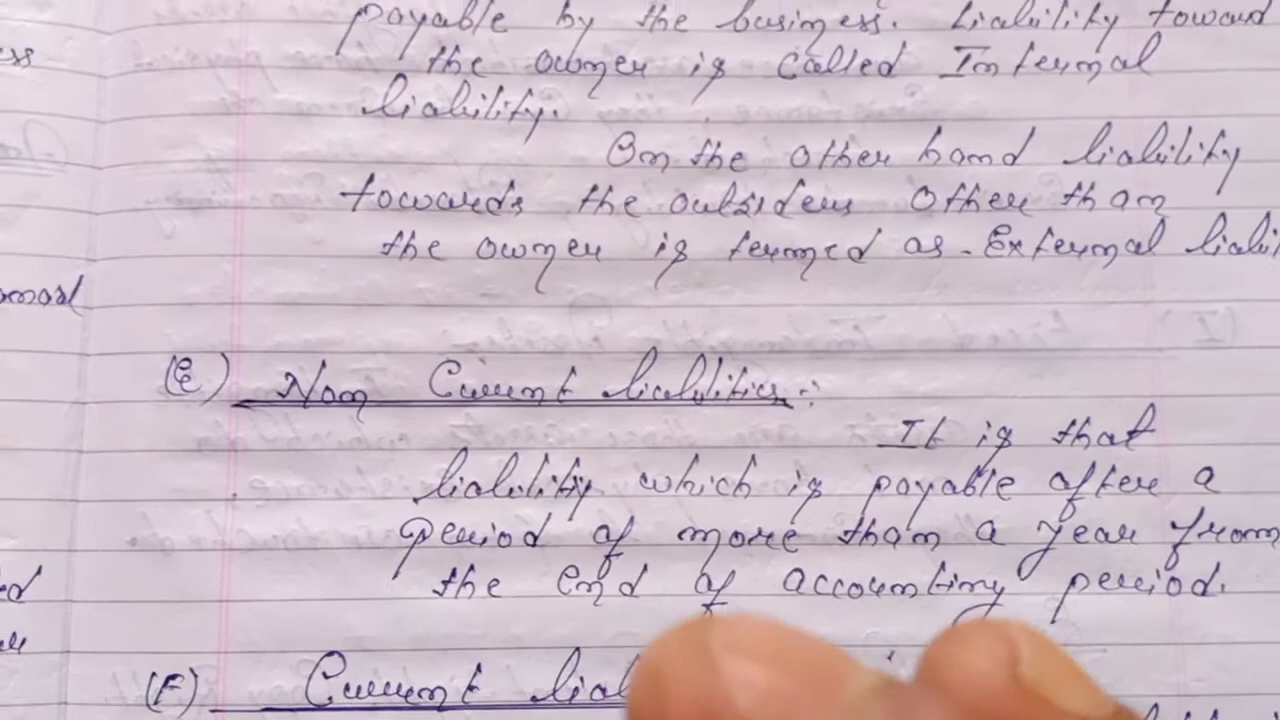 payable by the business. Liability toward
the owner is called Internal
liability.
On the other hand liability
towards the outsiders other than
the owner is termed as External liabi
(E) Non Current liabilities :-
It is that
liability which is payable after a
period of more than a year from
the end of accounting period.
(F) Current liab